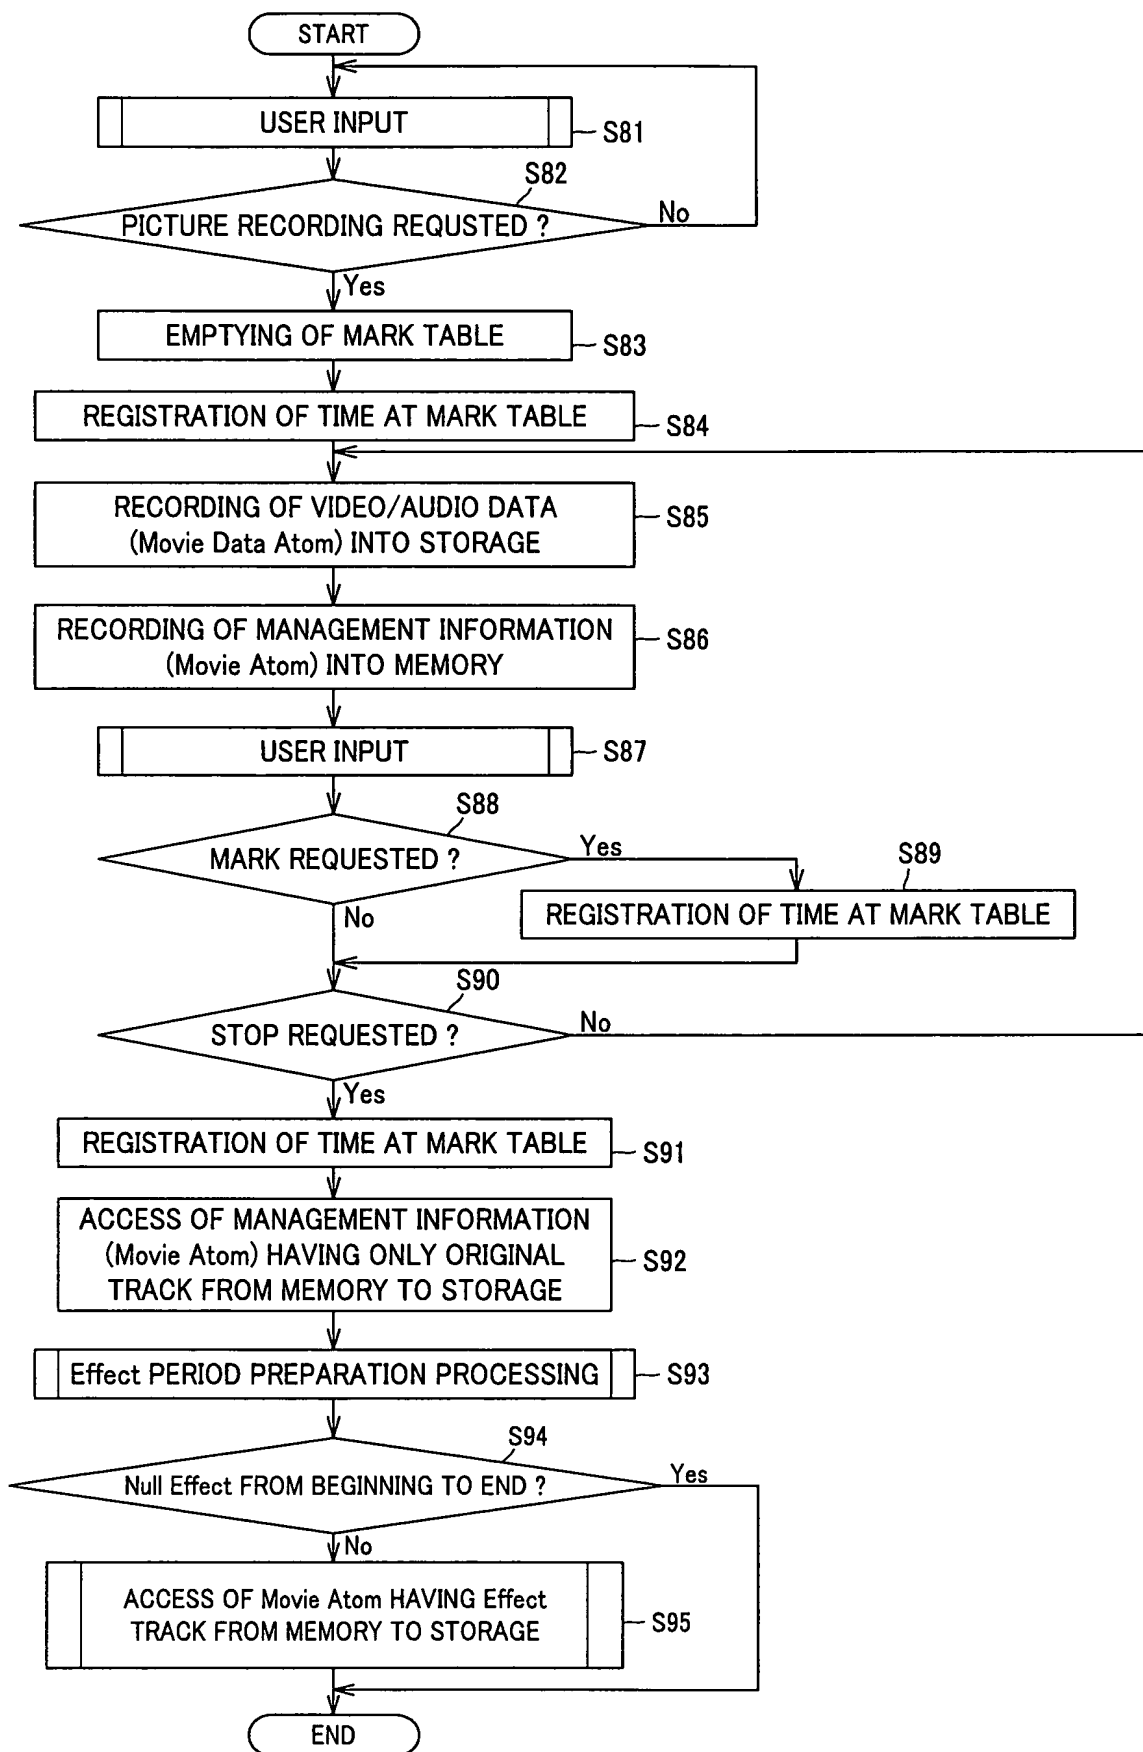 START
USER INPUT
S81
S82
PICTURE RECORDING REQUSTED ?
No
Yes
EMPTYING OF MARK TABLE
S83
REGISTRATION OF TIME AT MARK TABLE
S84
RECORDING OF VIDEO/AUDIO DATA
(Movie Data Atom) INTO STORAGE
S85
RECORDING OF MANAGEMENT INFORMATION
(Movie Atom) INTO MEMORY
S86
USER INPUT
S87
S88
MARK REQUESTED ?
Yes
No
S89
REGISTRATION OF TIME AT MARK TABLE
S90
STOP REQUESTED ?
No
Yes
REGISTRATION OF TIME AT MARK TABLE
S91
ACCESS OF MANAGEMENT INFORMATION
(Movie Atom) HAVING ONLY ORIGINAL
TRACK FROM MEMORY TO STORAGE
S92
Effect PERIOD PREPARATION PROCESSING
S93
S94
Null Effect FROM BEGINNING TO END ?
Yes
No
ACCESS OF Movie Atom HAVING Effect
TRACK FROM MEMORY TO STORAGE
S95
END